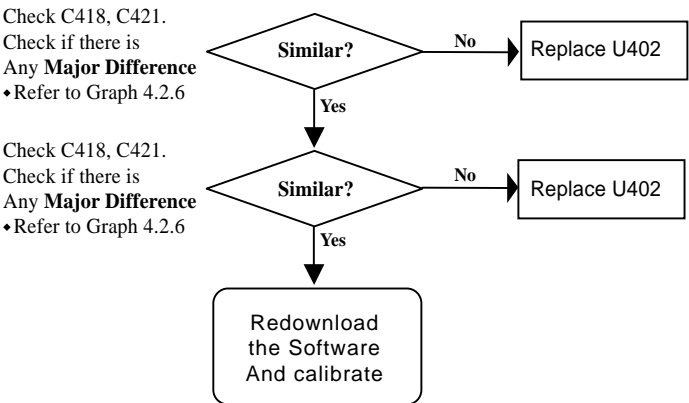 Check C418, C421.
Check if there is
Any Major Difference
◆Refer to Graph 4.2.6
Similar?
No
Replace U402
Yes
Check C418, C421.
Check if there is
Any Major Difference
◆Refer to Graph 4.2.6
Similar?
No
Replace U402
Yes
Redownload
the Software
And calibrate